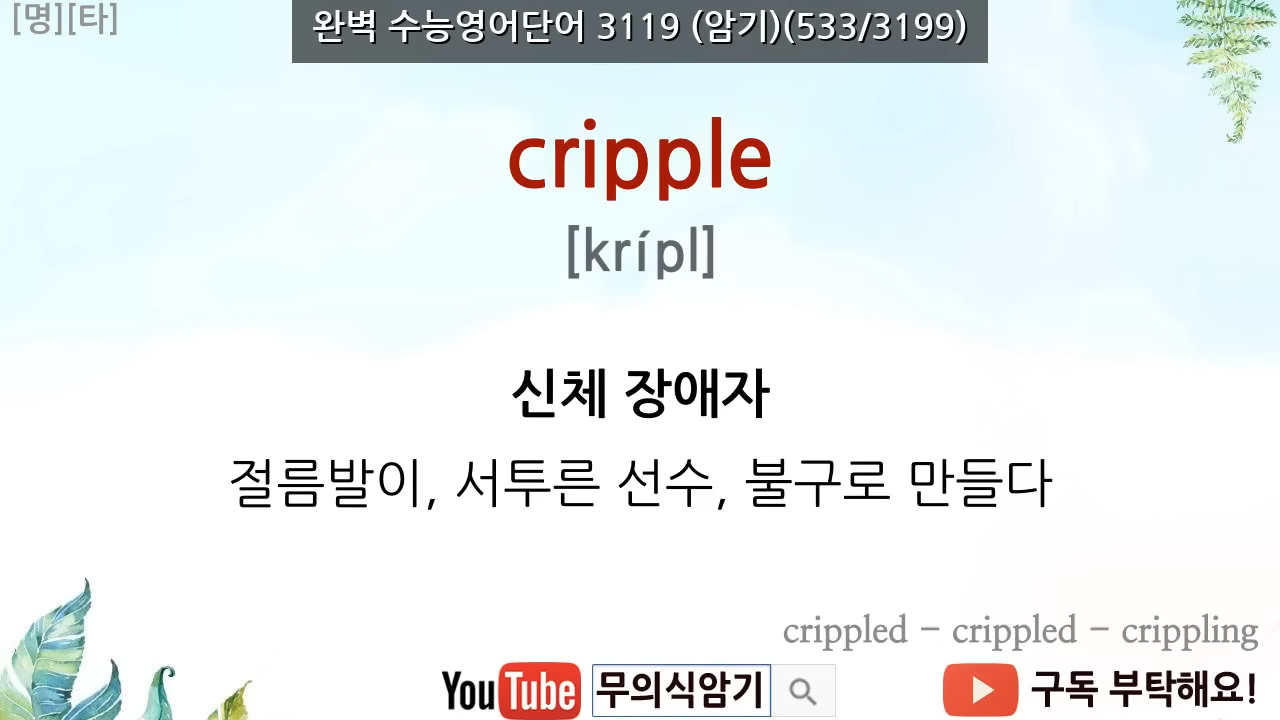 [명][타]
완벽 수능영어단어 3119 (암기)(533/3199)
cripple
[krípl]
신체 장애자
절름발이, 서투른 선수, 불구로 만들다
crippled - crippled - crippling
YouTube 무의식암기 구독 부탁해요!